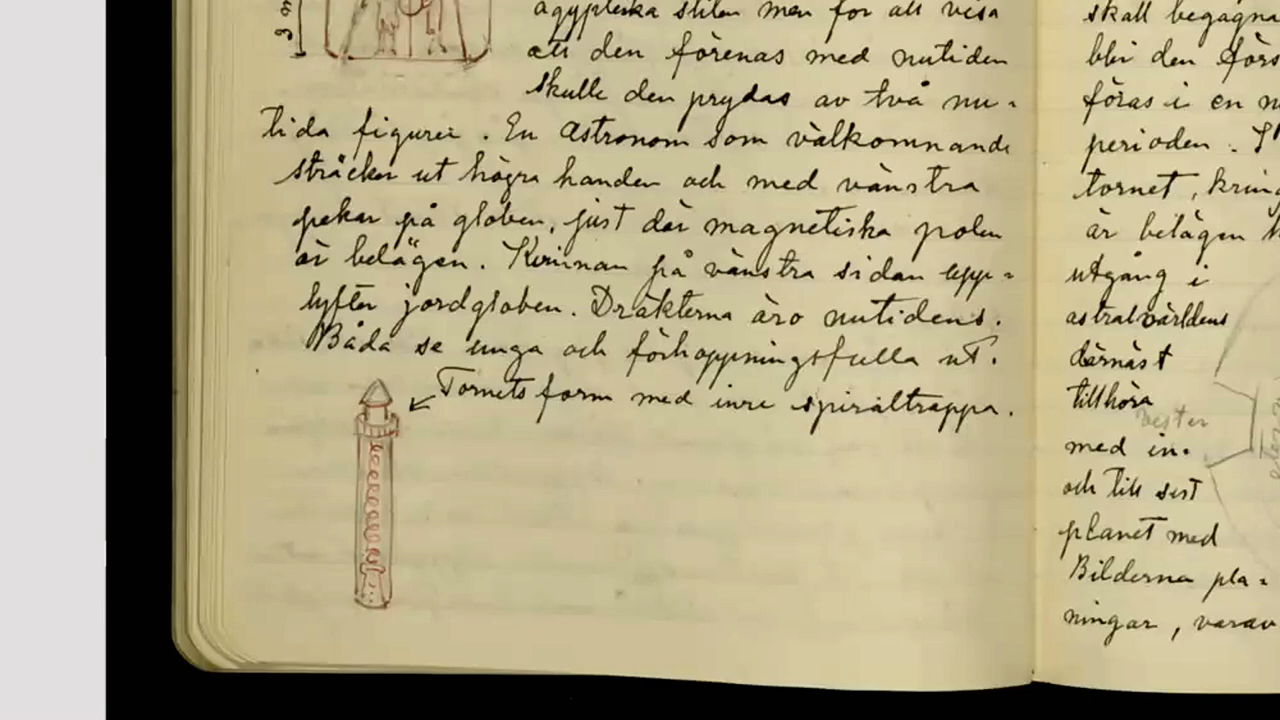 ägyptiska stilen men för att visa
att den förenas med nutiden
skulle den prydas av två nu-
tida figurer. En Astronom som välkomnande
sträcker ut högra handen och med vänstra
pekar på globen, just där magnetiska polen
är belägen. Kvinnan på vänstra sidan upp-
lyfter jordgloben. Dräkterna äro nutidens.
Båda se unga och förhoppningsfulla ut.
Tornets form med inre spiraltrappa.
skall begagna
blir den förs
föras i en n
perioden.
tornet, kring
är belägen
utgång i
astralvärldens
därnäst
tillhöra
väster
med in-
och till sist
planet med
Bilderna pla-
ningar, varav